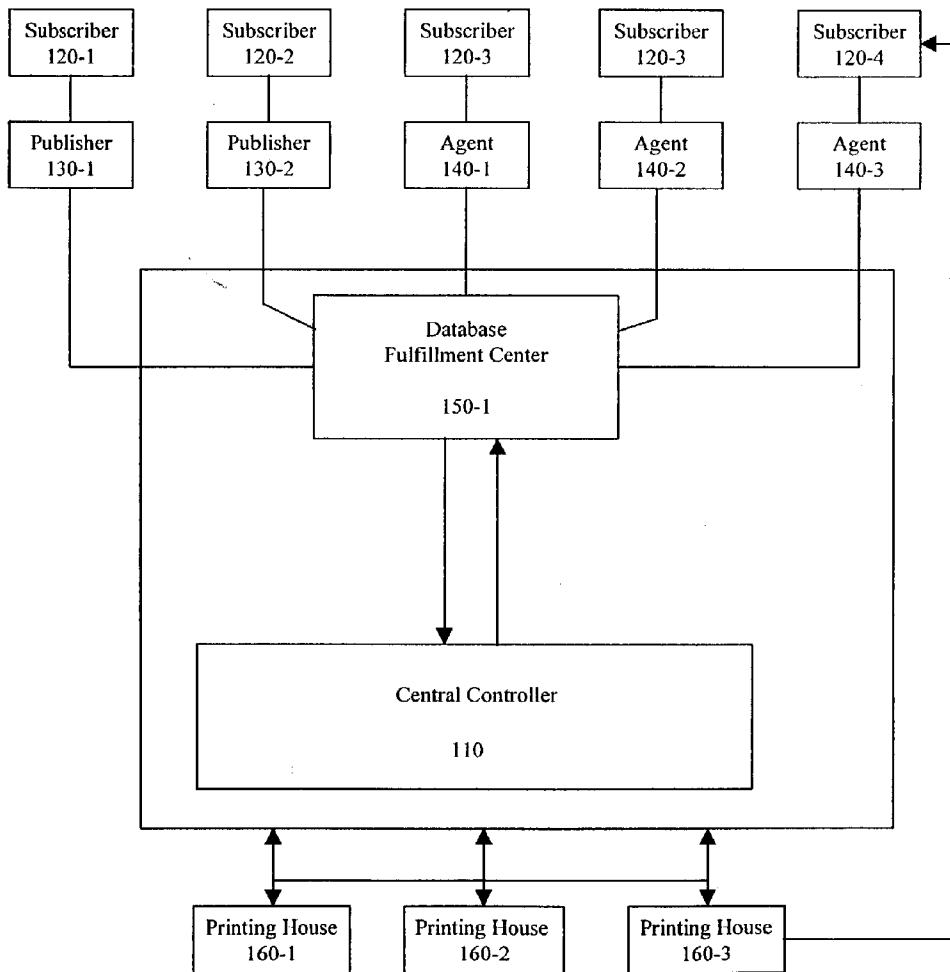 Subscriber
120-1
Subscriber
120-2
Subscriber
120-3
Subscriber
120-3
Subscriber
120-4
Publisher
130-1
Publisher
130-2
Agent
140-1
Agent
140-2
Agent
140-3
Database
Fulfillment Center
150-1
Central Controller
110
Printing House
160-1
Printing House
160-2
Printing House
160-3